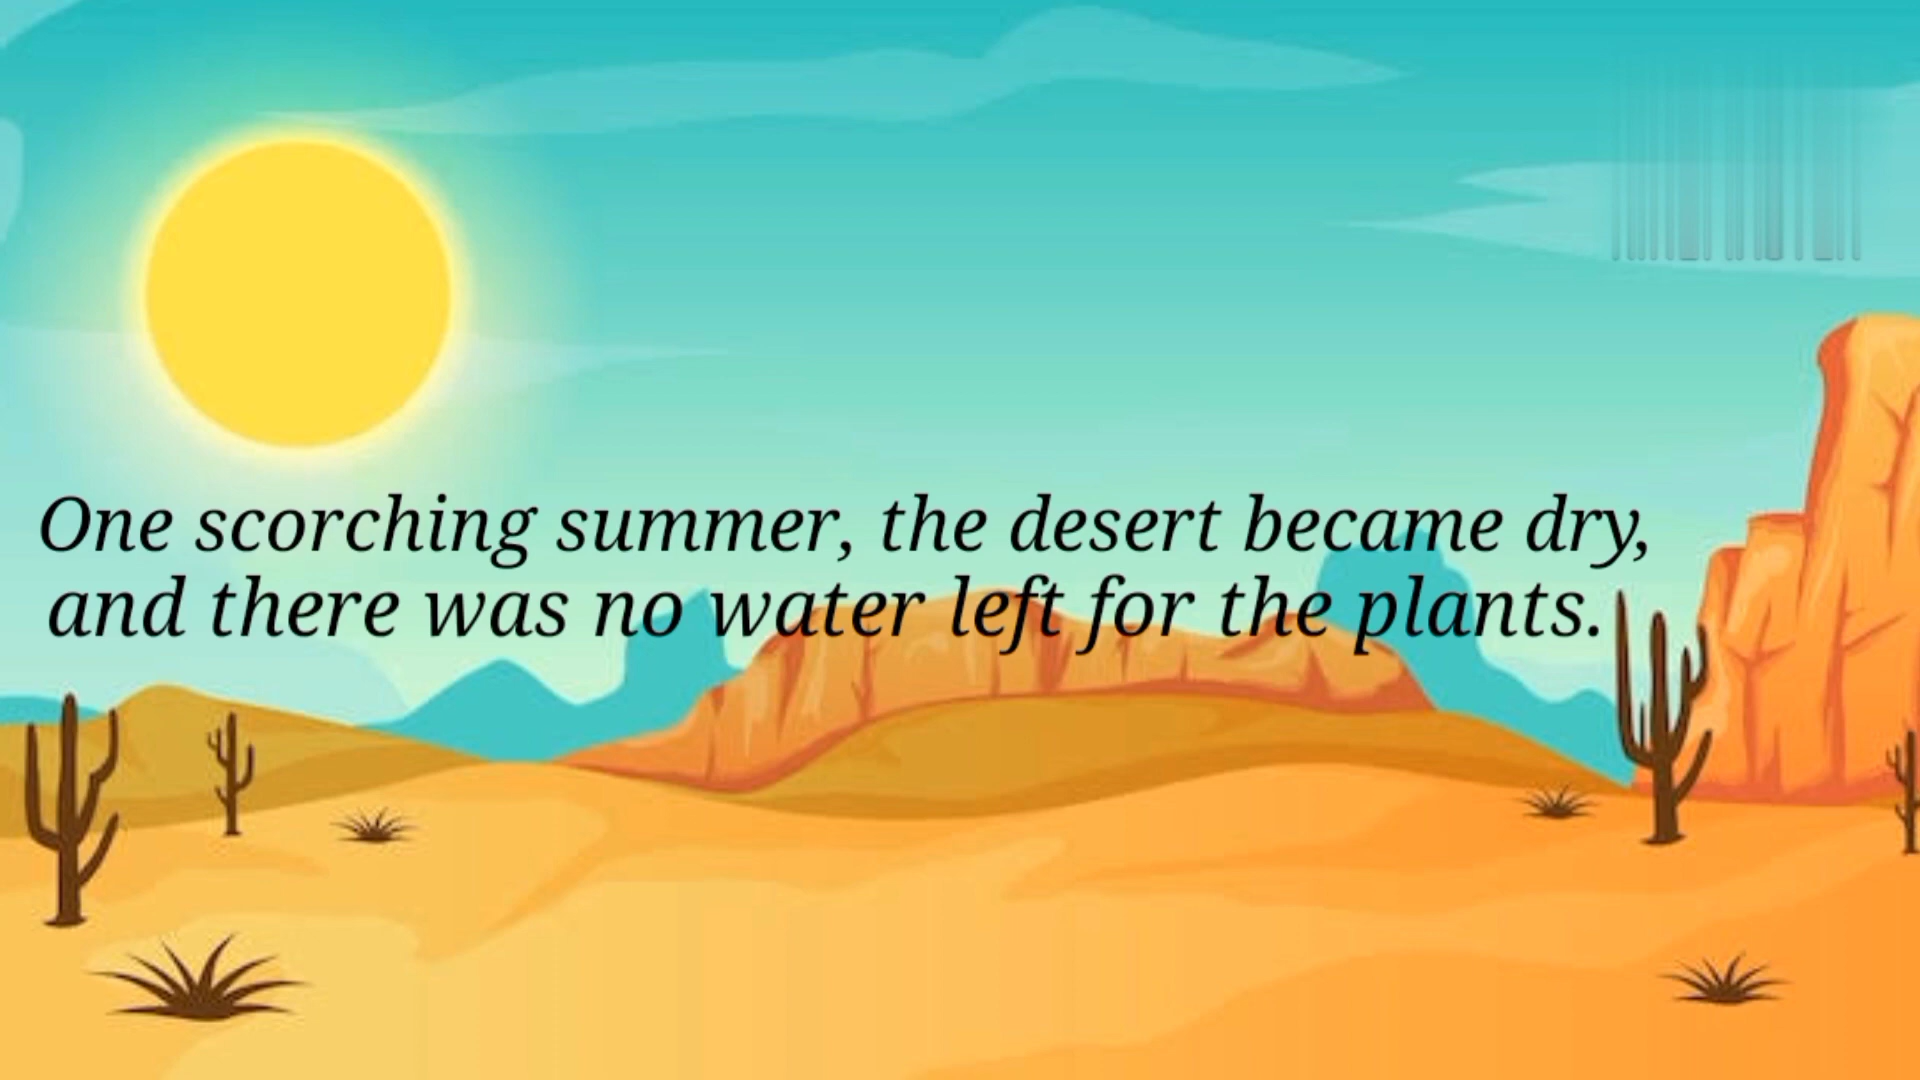 One scorching summer, the desert became dry,
and there was no water left for the plants.